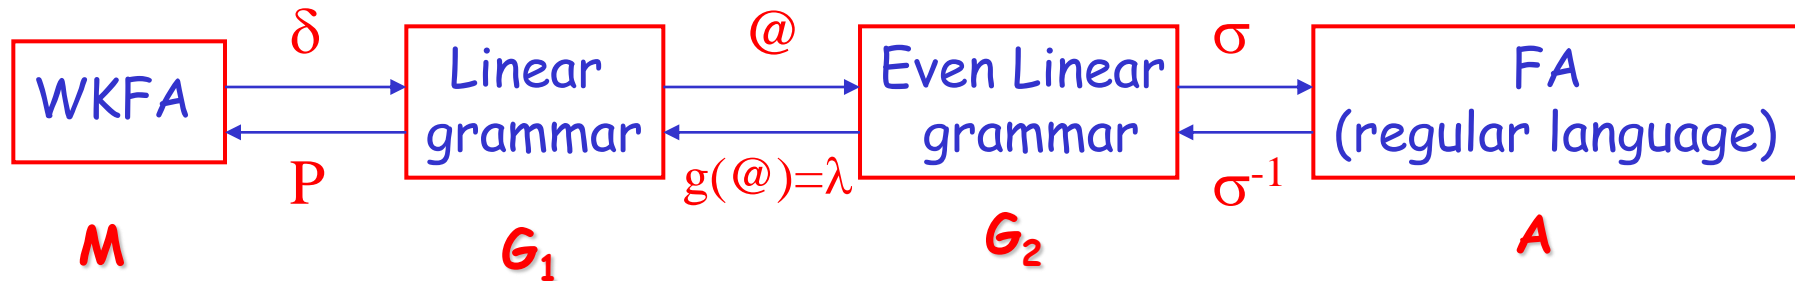 δ
@
σ
WKFA
Linear
grammar
Even Linear
grammar
FA
(regular language)
P
g(@)=λ
σ⁻¹
M
G₁
G₂
A